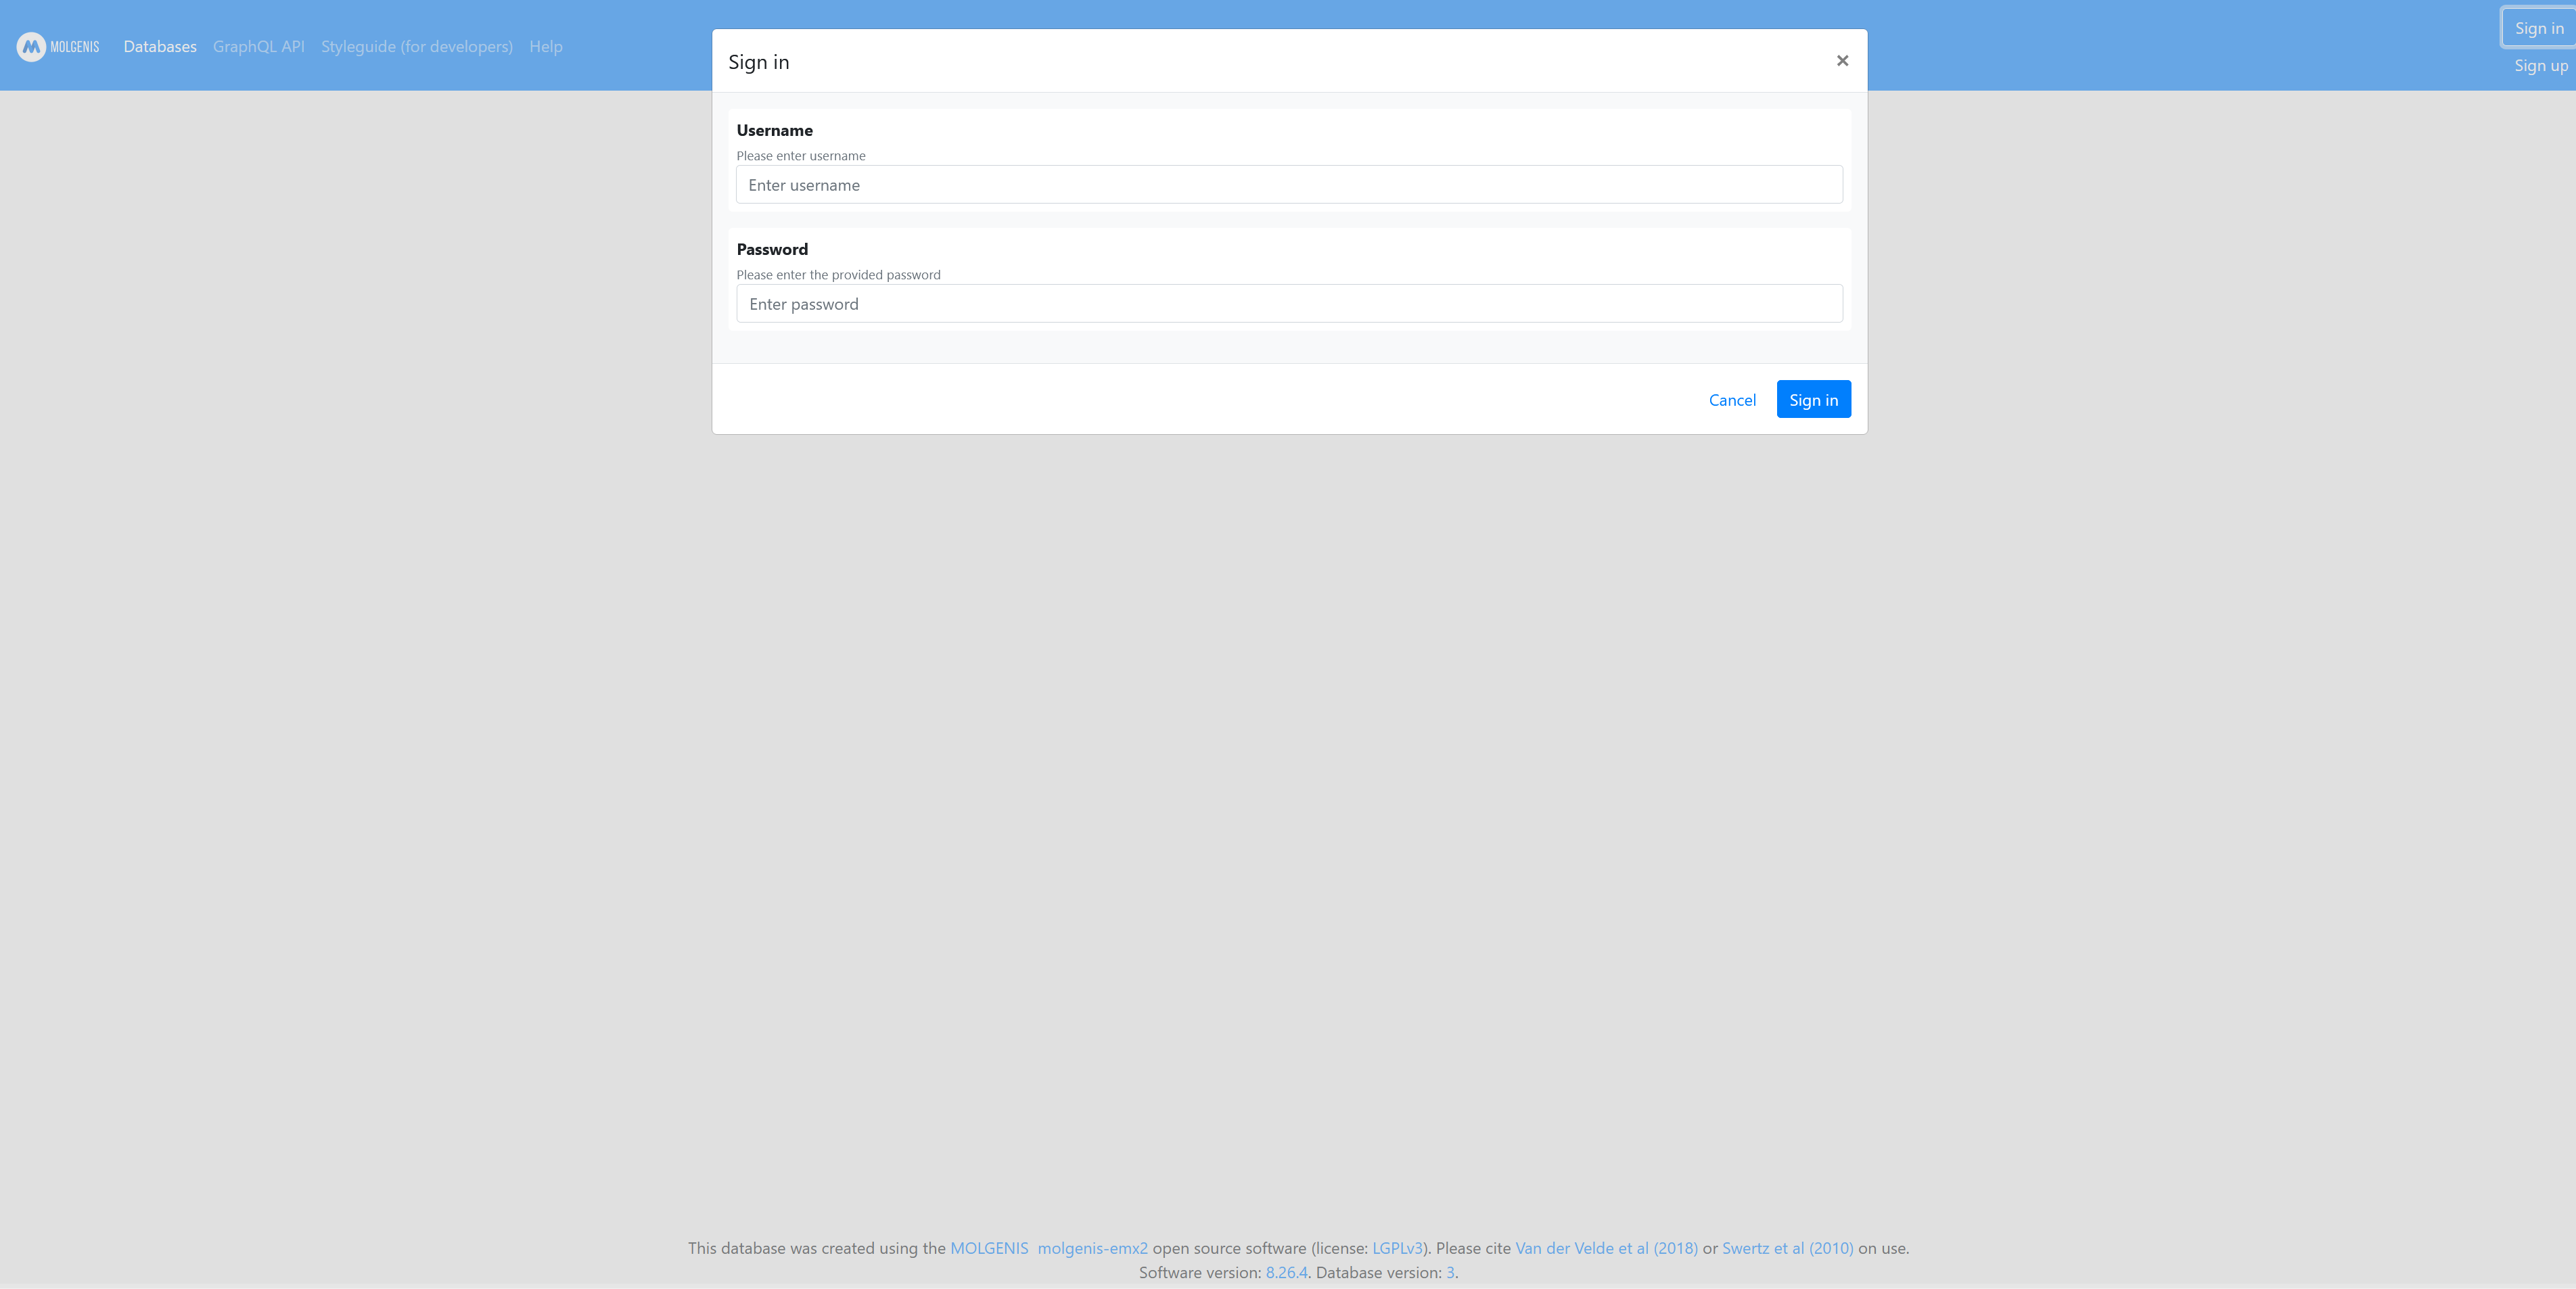 MOLGENIS Databases GraphQL API Styleguide (for developers) Help
Sign in
Sign up
Sign in ×
Username
Please enter username
Enter username
Password
Please enter the provided password
Enter password
Cancel Sign in
This database was created using the MOLGENIS molgenis-emx2 open source software (license: LGPLv3). Please cite Van der Velde et al (2018) or Swertz et al (2010) on use.
Software version: 8.26.4. Database version: 3.